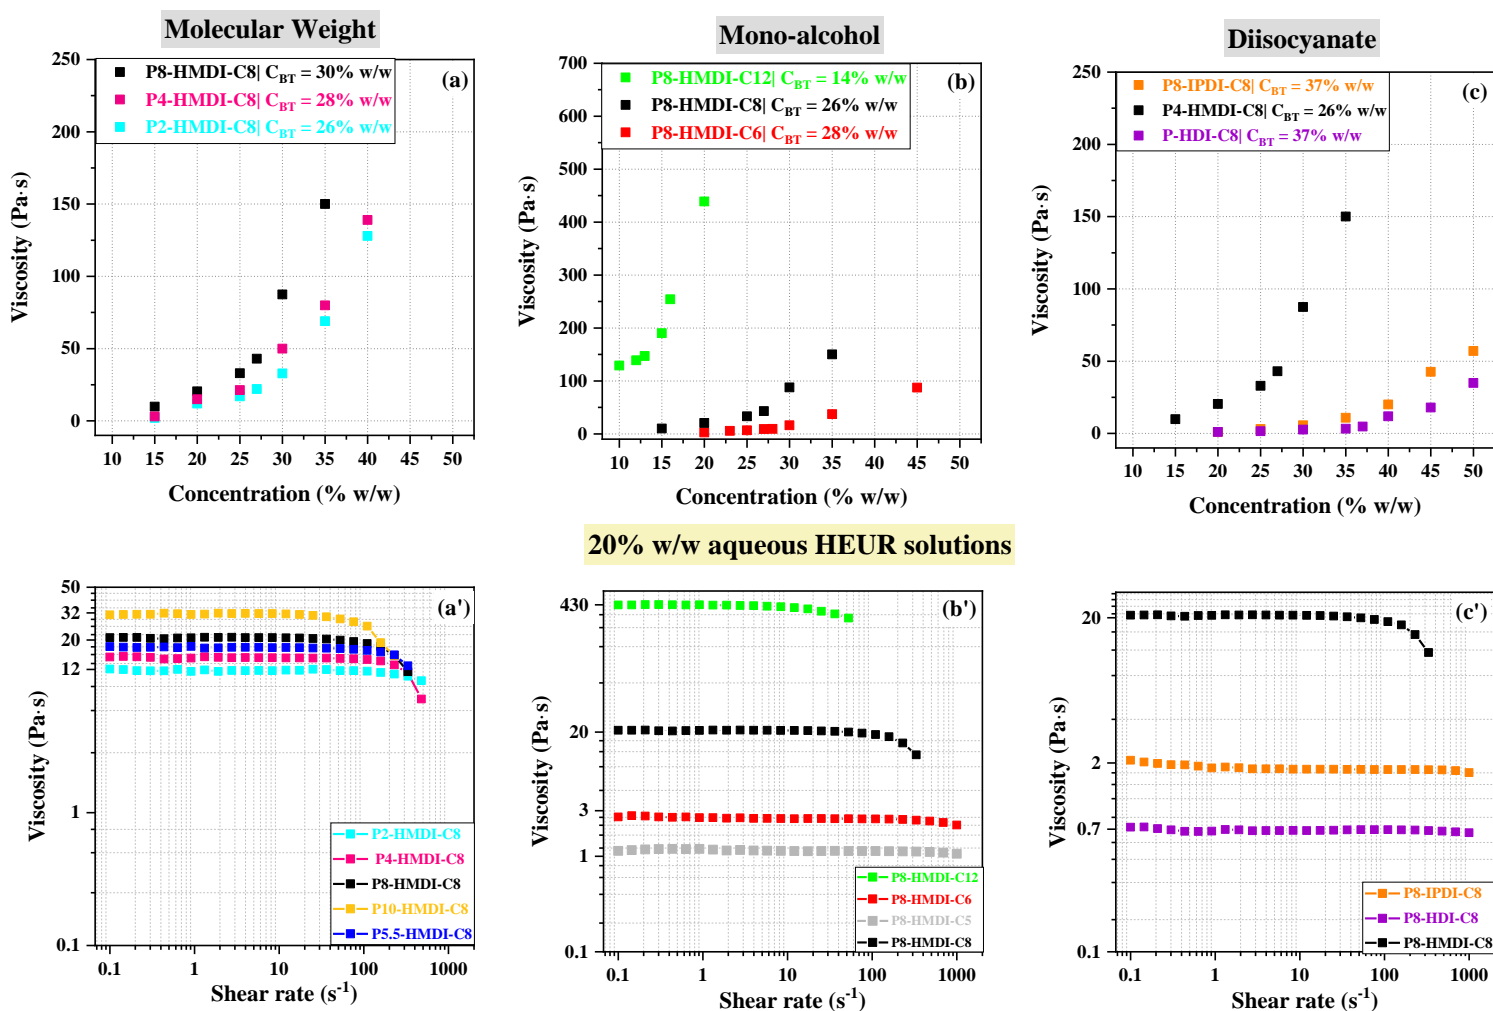 Molecular Weight
Mono-alcohol
Diisocyanate
P8-HMDI-C8| C_BT = 30% w/w
P4-HMDI-C8| C_BT = 28% w/w
P2-HMDI-C8| C_BT = 26% w/w
(a)
250
200
150
100
50
0
Viscosity (Pa·s)
10 15 20 25 30 35 40 45 50
Concentration (% w/w)
P8-HMDI-C12| C_BT = 14% w/w
P8-HMDI-C8| C_BT = 26% w/w
P8-HMDI-C6| C_BT = 28% w/w
(b)
700
600
500
400
300
200
100
0
Viscosity (Pa·s)
10 15 20 25 30 35 40 45 50
Concentration (% w/w)
P8-IPDI-C8| C_BT = 37% w/w
P4-HMDI-C8| C_BT = 26% w/w
P-HDI-C8| C_BT = 37% w/w
(c)
250
200
150
100
50
0
Viscosity (Pa·s)
10 15 20 25 30 35 40 45 50
Concentration (% w/w)
20% w/w aqueous HEUR solutions
(a')
50
32
20
12
1
0.1
Viscosity (Pa·s)
P2-HMDI-C8
P4-HMDI-C8
P8-HMDI-C8
P10-HMDI-C8
P5.5-HMDI-C8
0.1 1 10 100 1000
Shear rate (s⁻¹)
(b')
430
20
3
1
0.1
Viscosity (Pa·s)
P8-HMDI-C12
P8-HMDI-C6
P8-HMDI-C5
P8-HMDI-C8
0.1 1 10 100 1000
Shear rate (s⁻¹)
(c')
20
2
0.7
0.1
Viscosity (Pa·s)
P8-IPDI-C8
P8-HDI-C8
P8-HMDI-C8
0.1 1 10 100 1000
Shear rate (s⁻¹)